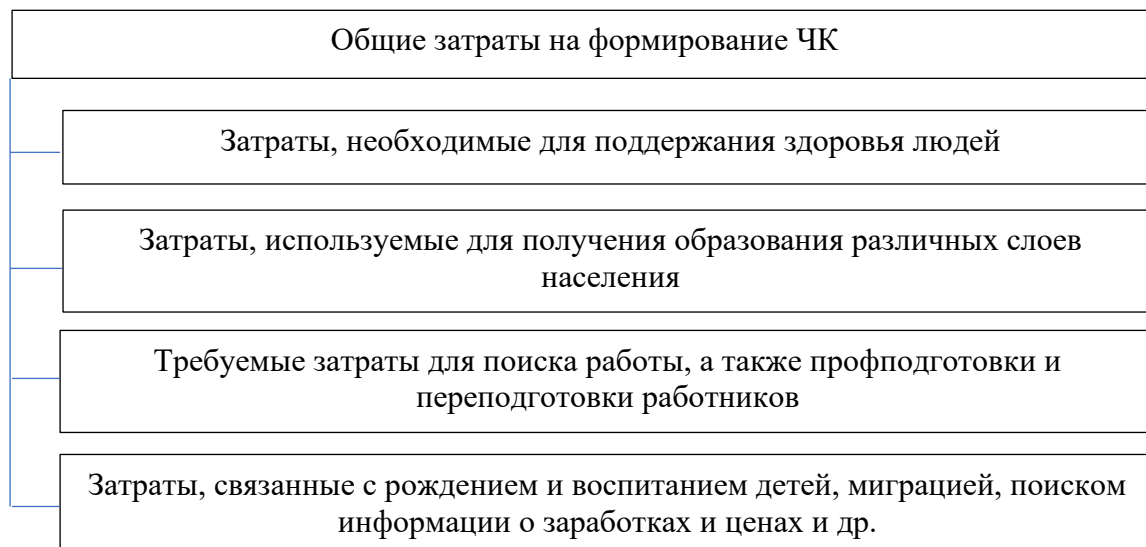 Общие затраты на формирование ЧК
Затраты, необходимые для поддержания здоровья людей
Затраты, используемые для получения образования различных слоев
населения
Требуемые затраты для поиска работы, а также профподготовки и
переподготовки работников
Затраты, связанные с рождением и воспитанием детей, миграцией, поиском
информации о заработках и ценах и др.